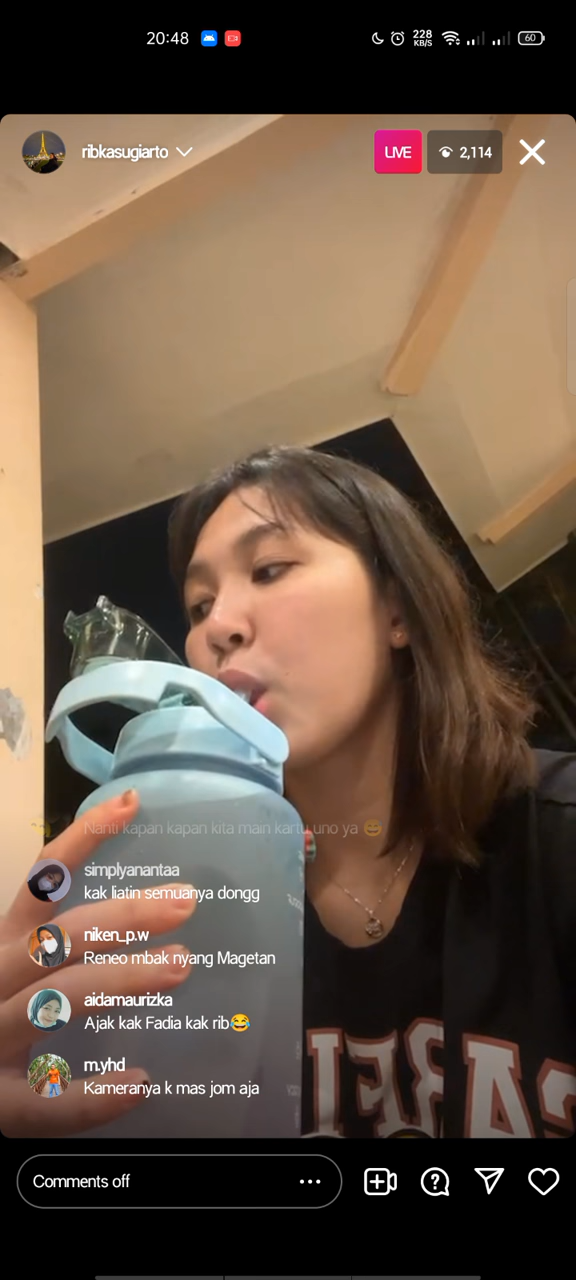 20:48
228
KB/S
60
ribkasugiarto
LIVE
2,114
Nanti kapan kapan kita main kartu uno ya 😄
simplyanantaa
kak liatin semuanya dongg
niken_p.w
Reneo mbak nyang Magetan
aidamaurizka
Ajak kak Fadia kak rib😂
m.yhd
Kameranya k mas jom aja
Comments off